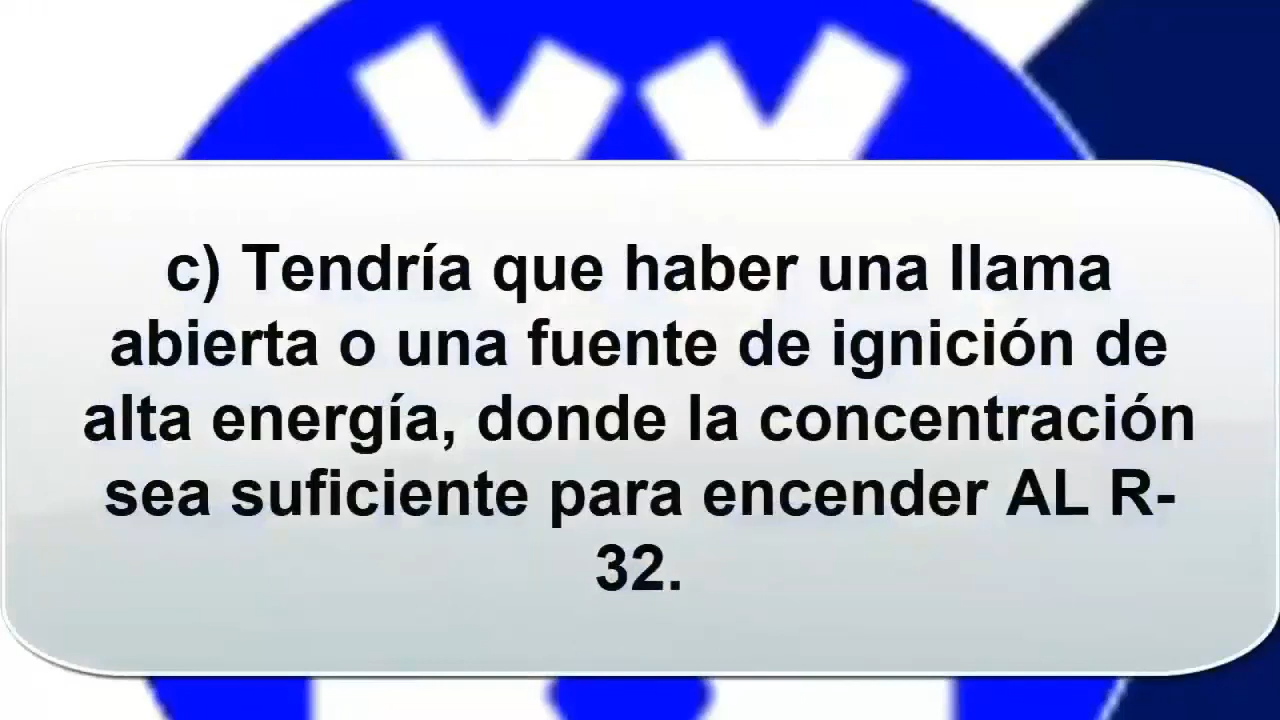 c) Tendría que haber una llama
abierta o una fuente de ignición de
alta energía, donde la concentración
sea suficiente para encender AL R-
32.